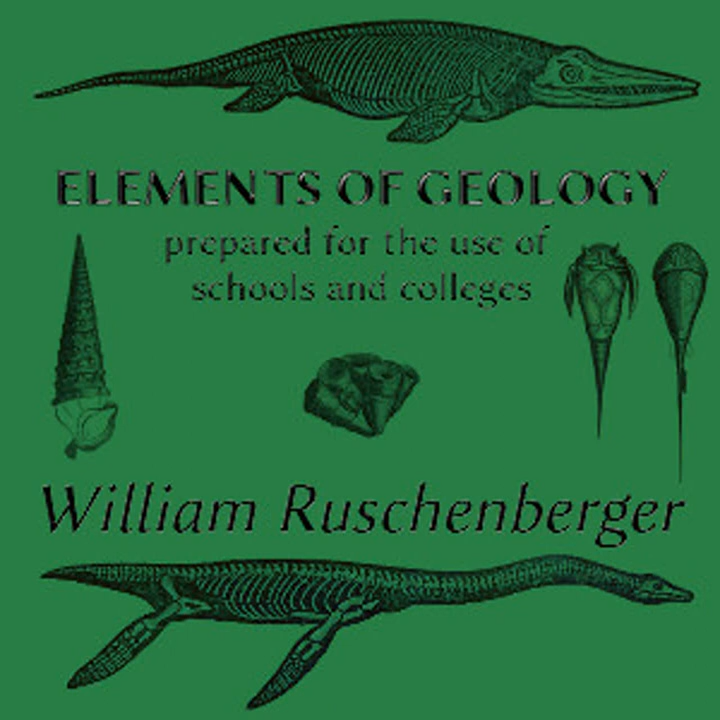 ELEMENTS OF GEOLOGY
prepared for the use of
schools and colleges
William Ruschenberger